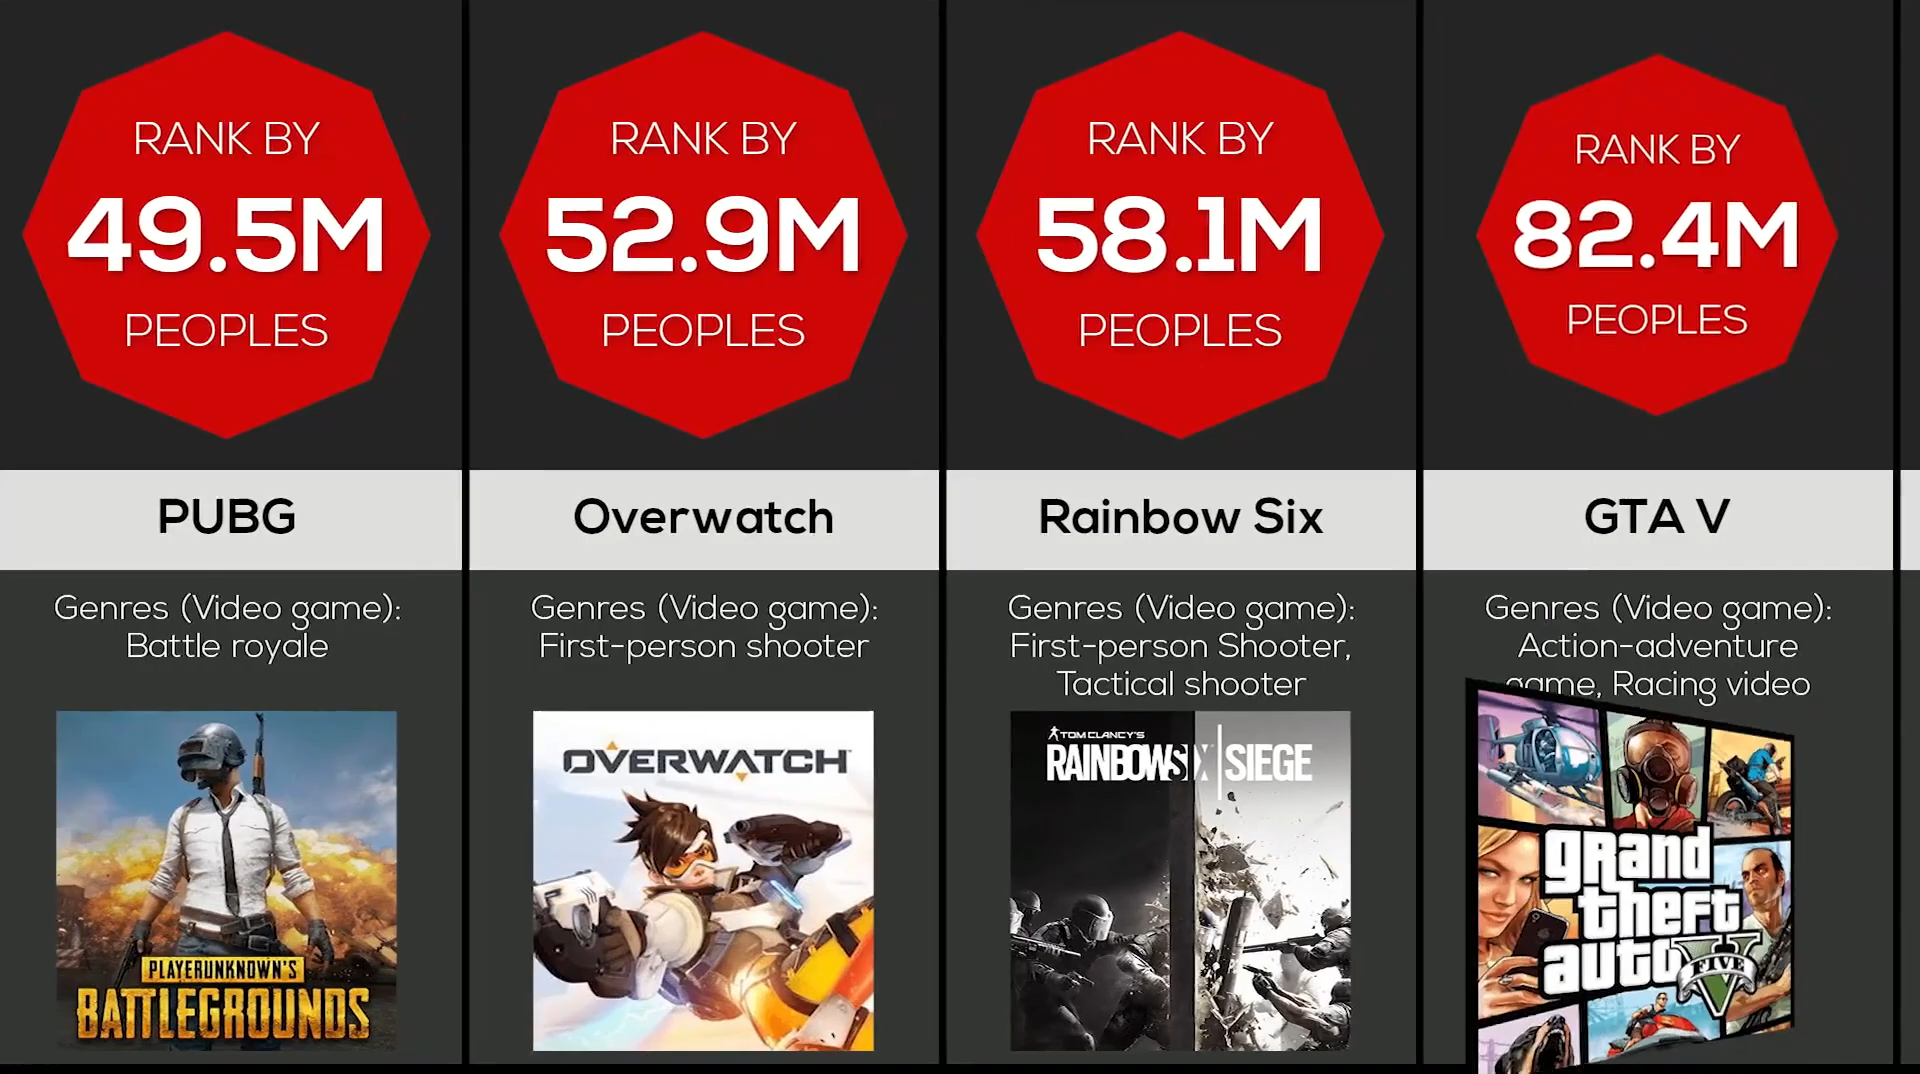 RANK BY
49.5M
PEOPLES
PUBG
Genres (Video game):
Battle royale
PLAYERUNKNOWN'S
BATTLEGROUNDS
RANK BY
52.9M
PEOPLES
Overwatch
Genres (Video game):
First-person shooter
OVERWATCH
RANK BY
58.1M
PEOPLES
Rainbow Six
Genres (Video game):
First-person Shooter,
Tactical shooter
TOM CLANCY'S
RAINBOWSIX SIEGE
RANK BY
82.4M
PEOPLES
GTA V
Genres (Video game):
Action-adventure
game, Racing video
grand
theft
auto V
FIVE